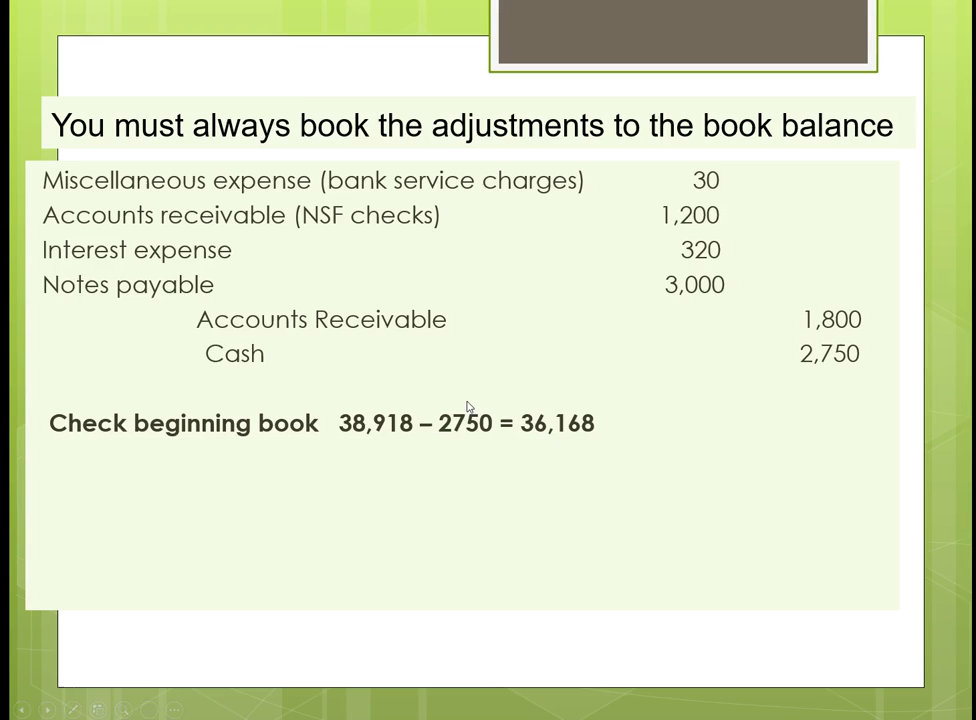 You must always book the adjustments to the book balance
Miscellaneous expense (bank service charges) 30
Accounts receivable (NSF checks) 1,200
Interest expense 320
Notes payable 3,000
Accounts Receivable 1,800
Cash 2,750
Check beginning book 38,918 – 2750 = 36,168